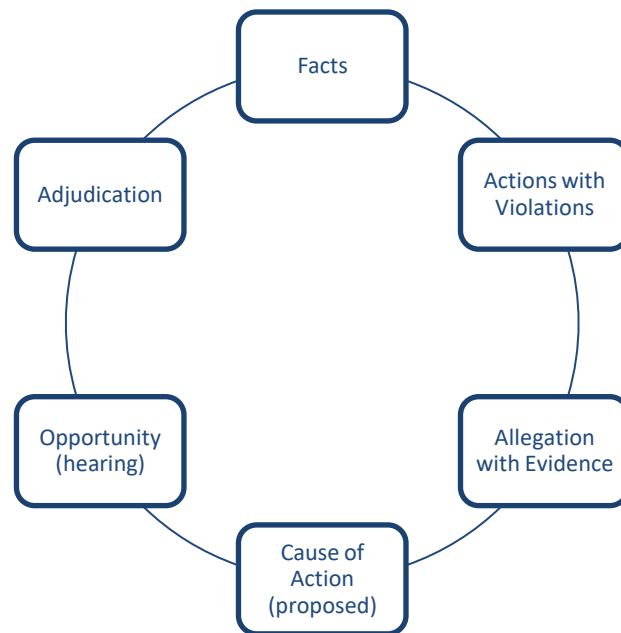 Facts
Actions with
Violations
Allegation
with Evidence
Cause of
Action
(proposed)
Opportunity
(hearing)
Adjudication